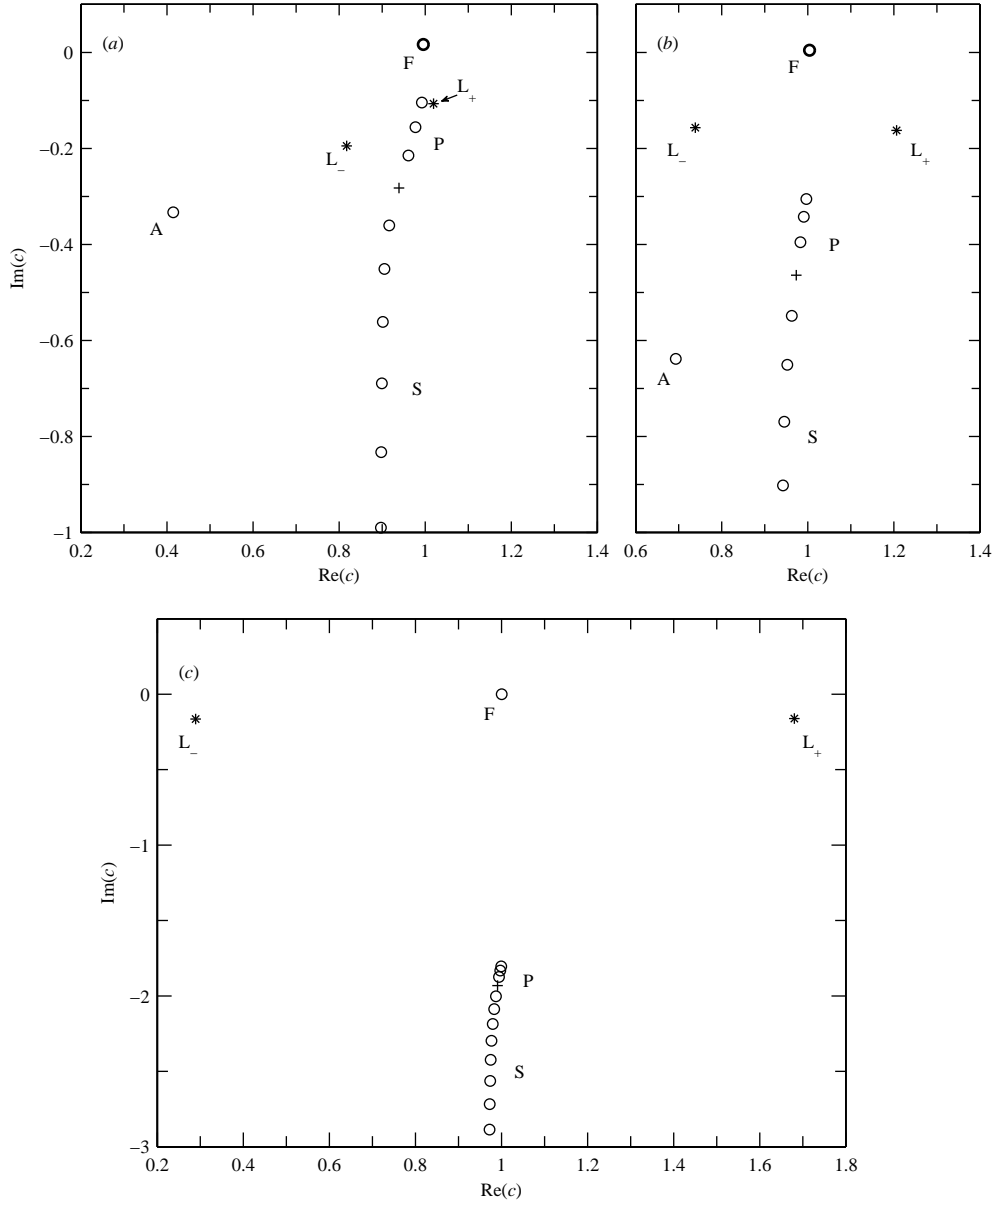 (a)
(b)
0
F
F
L+
L−
P
−0.2
L−
L+
A
Im(c)
−0.4
P
−0.6
A
S
−0.8
S
−1
0.2 0.4 0.6 0.8 1 1.2 1.4
0.6 0.8 1 1.2 1.4
Re(c)
Re(c)
(c)
0
F
L−
L+
−1
Im(c)
−2
P
S
−3
0.2 0.4 0.6 0.8 1 1.2 1.4 1.6 1.8
Re(c)